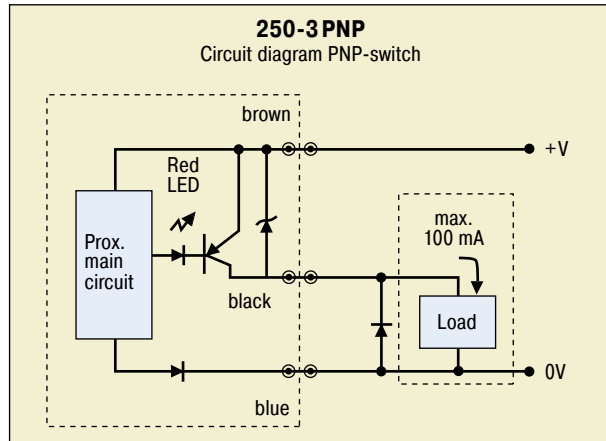 250-3 PNP
Circuit diagram PNP-switch
brown
+V
Red
LED
max.
100 mA
Prox.
main
circuit
black
Load
0V
blue